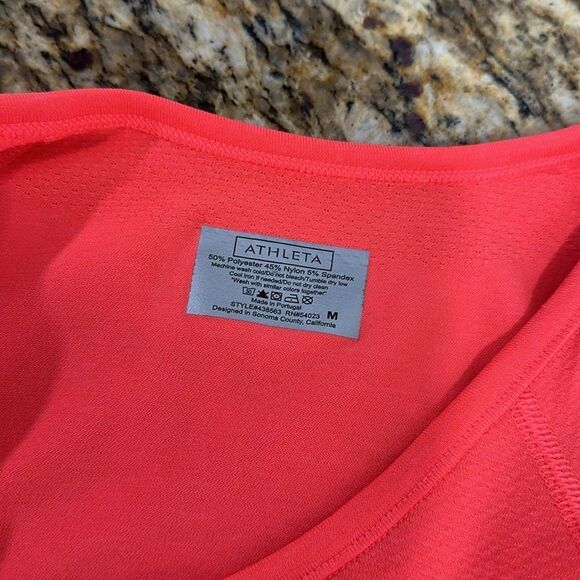 ATHLETA
50% Polyester 45% Nylon 5% Spandex
Machine wash cold/Do not bleach/Tumble dry low
Cool iron if needed/Do not dry clean
"Wash with similar colors together"
Made in Portugal
STYLE#438563 RN#54023 M
Designed in Sonoma County, California